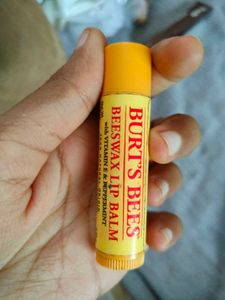 BURT'S BEES
BEESWAX LIP BALM
with VITAMIN E & PEPPERMINT